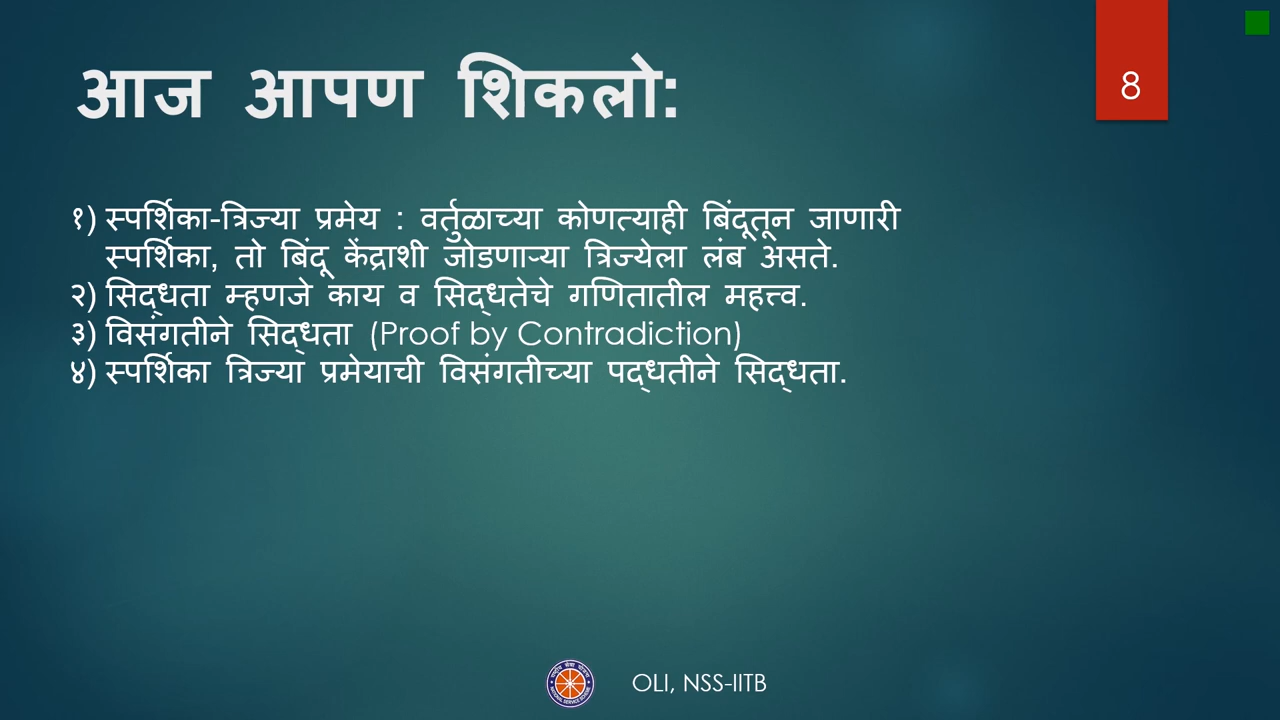 आज आपण शिकलो:
8
१) स्पर्शिका-त्रिज्या प्रमेय : वर्तुळाच्या कोणत्याही बिंदूतून जाणारी
स्पर्शिका, तो बिंदू केंद्राशी जोडणाऱ्या त्रिज्येला लंब असते.
२) सिद्धता म्हणजे काय व सिद्धतेचे गणितातील महत्त्व.
३) विसंगतीने सिद्धता (Proof by Contradiction)
४) स्पर्शिका त्रिज्या प्रमेयाची विसंगतीच्या पद्धतीने सिद्धता.
OLI, NSS-IITB